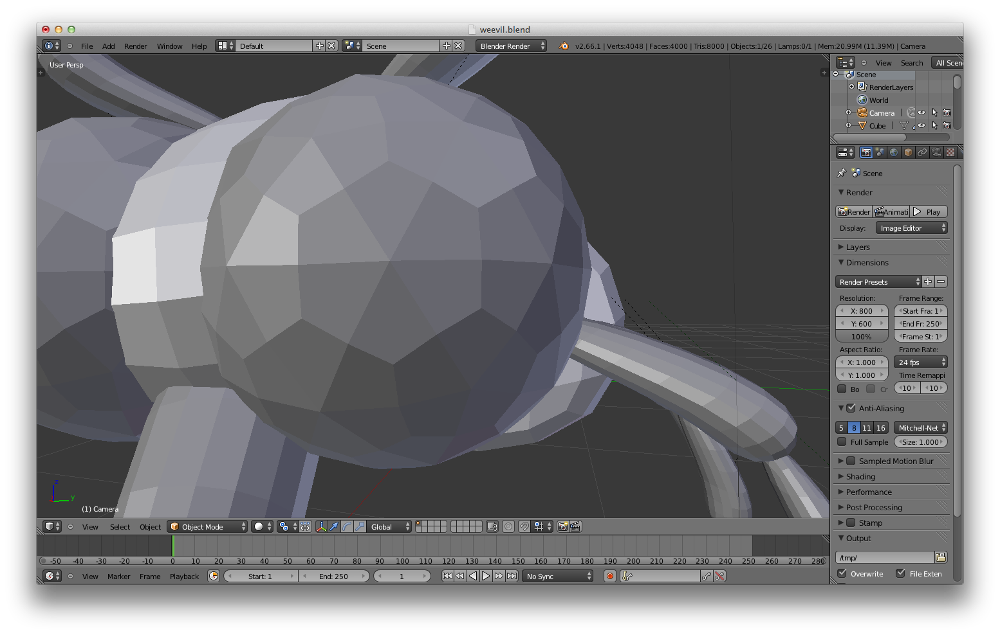 weevil.blend
File Add Render Window Help Default Scene Blender Render v2.66.1 | Verts:4048 | Faces:4000 | Tris:8000 | Objects:1/26 | Lamps:0/1 | Mem:20.99M (11.39M) | Camera
User Persp
z
y
(1) Camera
View Select Object Object Mode Global
-50 -40 -30 -20 -10 0 10 20 30 40 50 60 70 80 90 100 110 120 130 140 150 160 170 180 190 200 210 220 230 240 250 260 270 280
View Marker Frame Playback Start: 1 End: 250 1 No Sync
View Search All Scen
Scene
RenderLayers
World
Camera
Cube
Scene
Render
Render Animati Play
Display: Image Editor
Layers
Dimensions
Render Presets
Resolution: Frame Range:
X: 800 Start Fra: 1
Y: 600 End Fr: 250
100% Frame St: 1
Aspect Ratio: Frame Rate:
X: 1.000 24 fps
Y: 1.000 Time Remappi
Bo Cr 10 10
Anti-Aliasing
5 8 11 16 Mitchell-Net
Full Sample Size: 1.000
Sampled Motion Blur
Shading
Performance
Post Processing
Stamp
Output
/tmp/
Overwrite File Exten